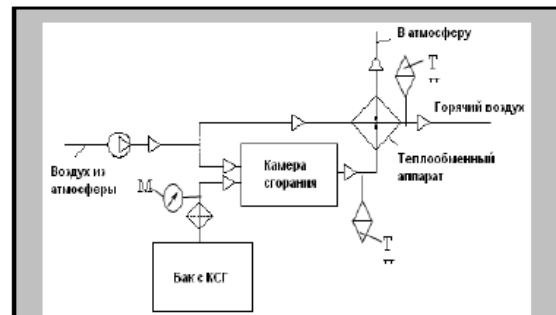 В атмосферу
Т
Горячий воздух
Теплообменный
аппарат
Камера
сгорания
Воздух из
атмосферы
М
Т
Бак с КСГ